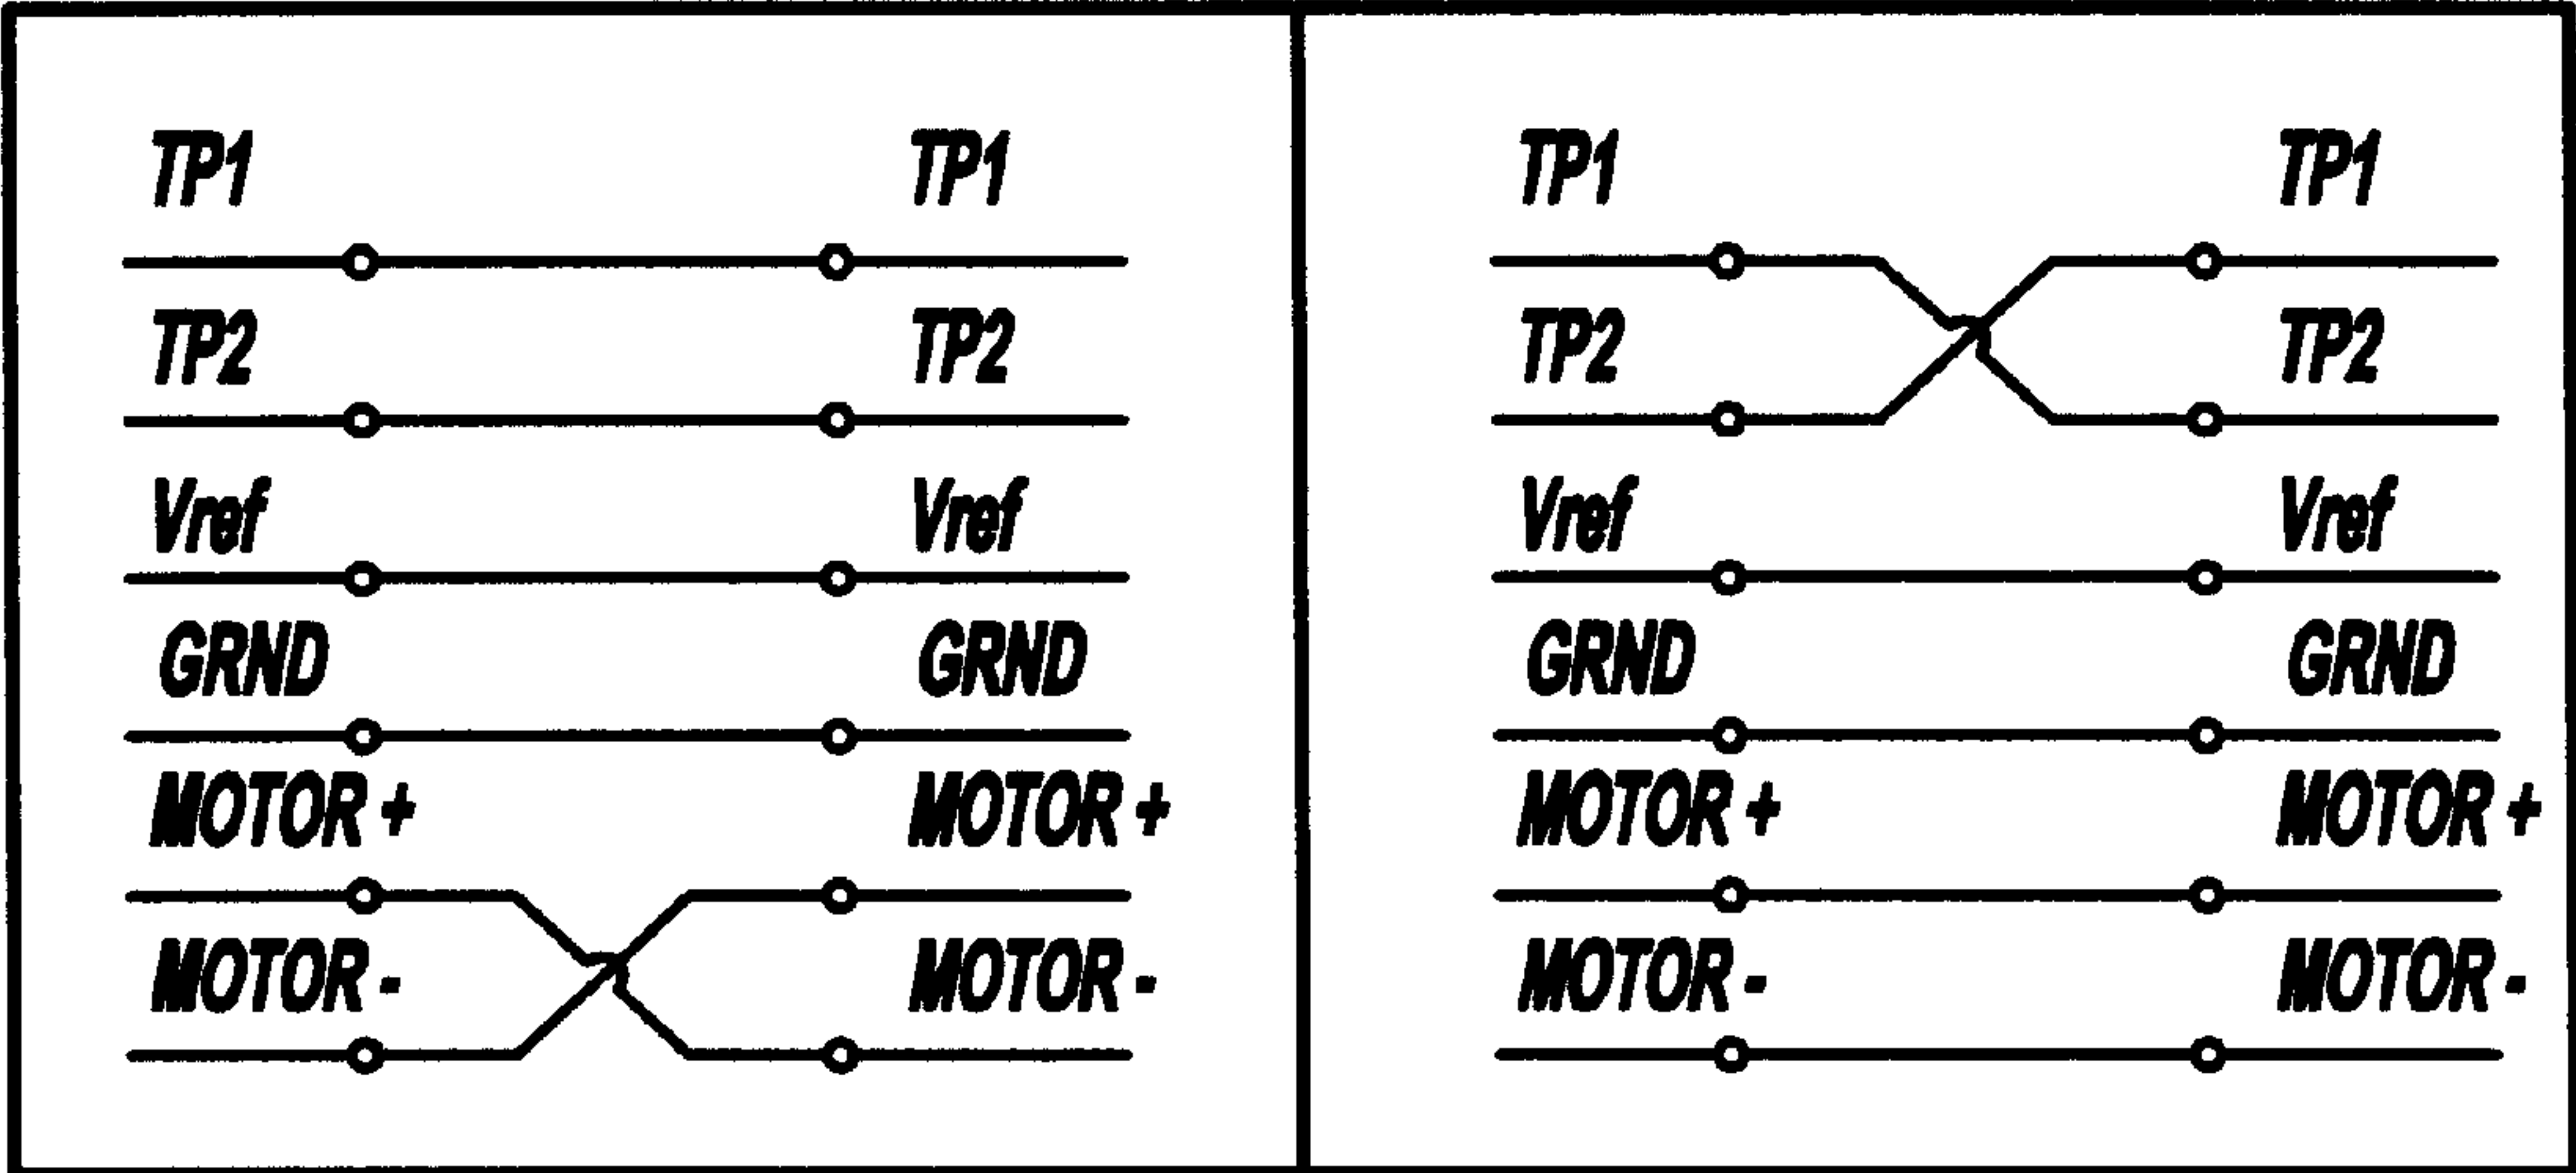 TP1 TP1
TP2 TP2
Vref Vref
GRND GRND
MOTOR + MOTOR +
MOTOR - MOTOR -
TP1 TP1
TP2 TP2
Vref Vref
GRND GRND
MOTOR + MOTOR +
MOTOR - MOTOR -